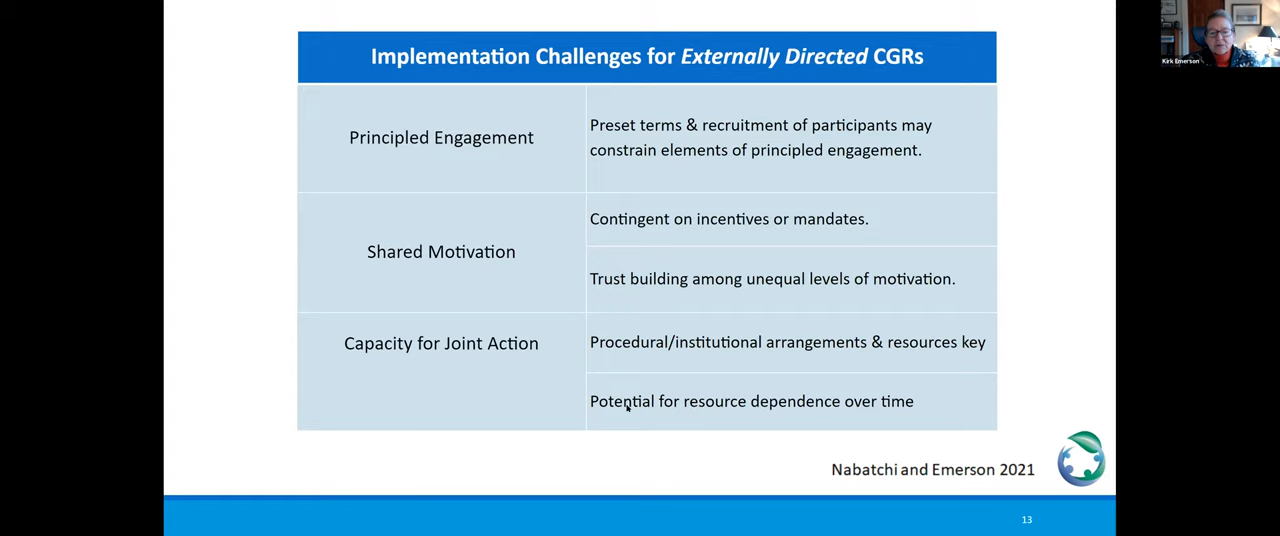 Implementation Challenges for Externally Directed CGRs
Principled Engagement
Preset terms & recruitment of participants may
constrain elements of principled engagement.
Shared Motivation
Contingent on incentives or mandates.
Trust building among unequal levels of motivation.
Capacity for Joint Action
Procedural/institutional arrangements & resources key
Potential for resource dependence over time
Nabatchi and Emerson 2021
13
Kirk Emerson